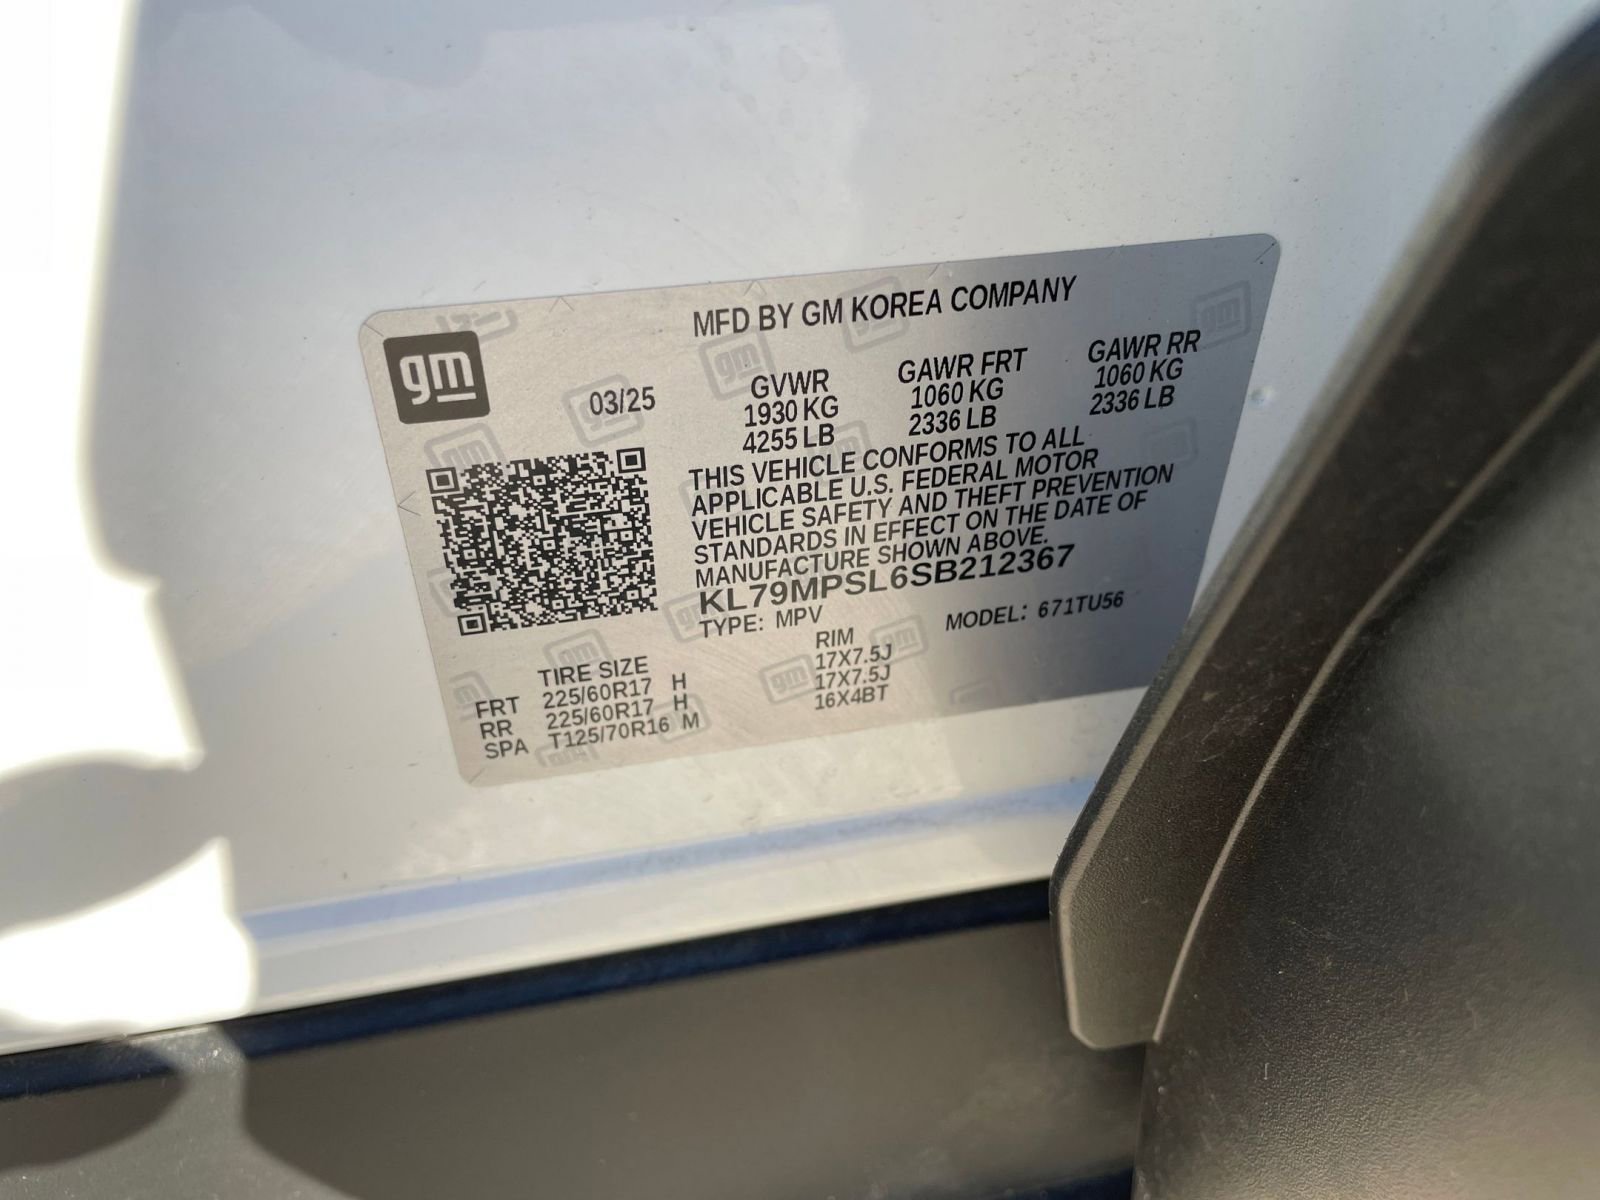 gm
MFD BY GM KOREA COMPANY
03/25
GVWR GAWR FRT GAWR RR
1930 KG 1060 KG 1060 KG
4255 LB 2336 LB 2336 LB
THIS VEHICLE CONFORMS TO ALL
APPLICABLE U.S. FEDERAL MOTOR
VEHICLE SAFETY AND THEFT PREVENTION
STANDARDS IN EFFECT ON THE DATE OF
MANUFACTURE SHOWN ABOVE.
KL79MPSL6SB212367
TYPE: MPV MODEL: 671TU56
TIRE SIZE RIM
FRT 225/60R17 H 17X7.5J
RR 225/60R17 H 17X7.5J
SPA T125/70R16 M 16X4BT